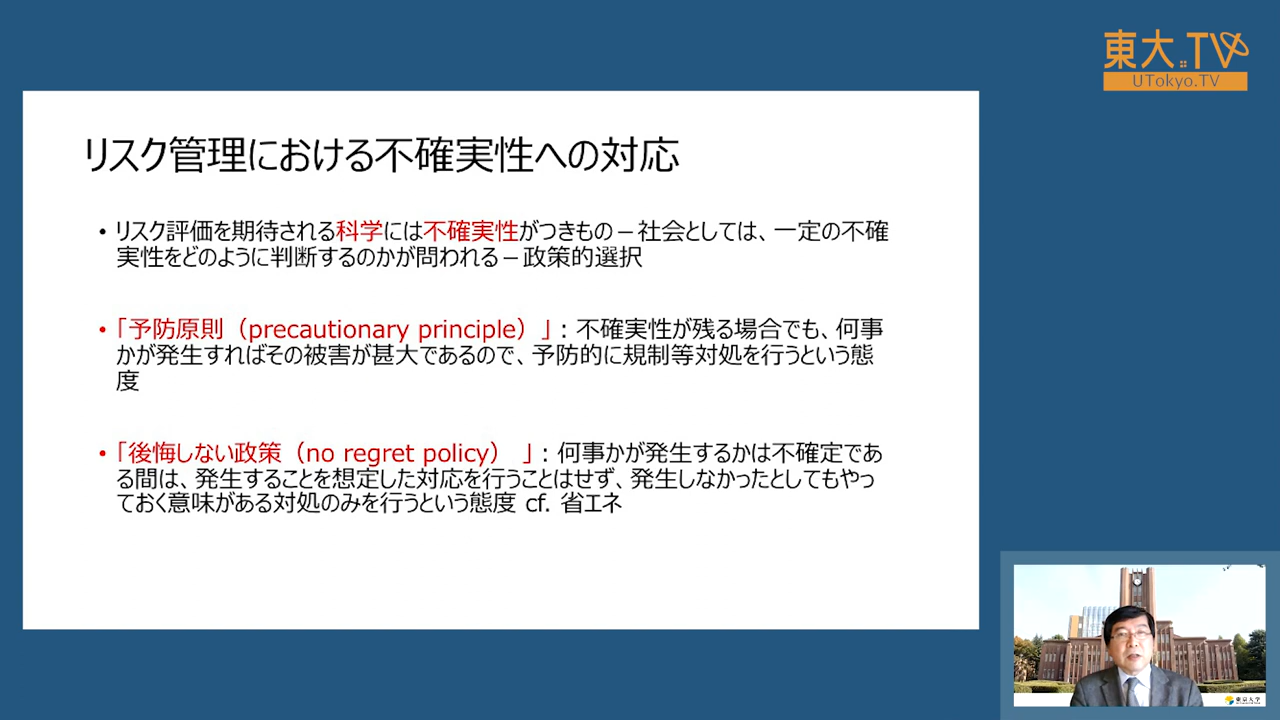 東大.TV
UTokyo.TV
リスク管理における不確実性への対応
• リスク評価を期待される科学には不確実性がつきもの – 社会としては、一定の不確
実性をどのように判断するのかが問われる – 政策的選択
• 「予防原則（precautionary principle）」: 不確実性が残る場合でも、何事
かが発生すればその被害が甚大であるので、予防的に規制等対処を行うという態
度
• 「後悔しない政策（no regret policy） 」: 何事かが発生するかは不確定であ
る間は、発生することを想定した対応を行うことはせず、発生しなかったとしてもやっ
ておく意味がある対処のみを行うという態度 cf. 省エネ
東京大学